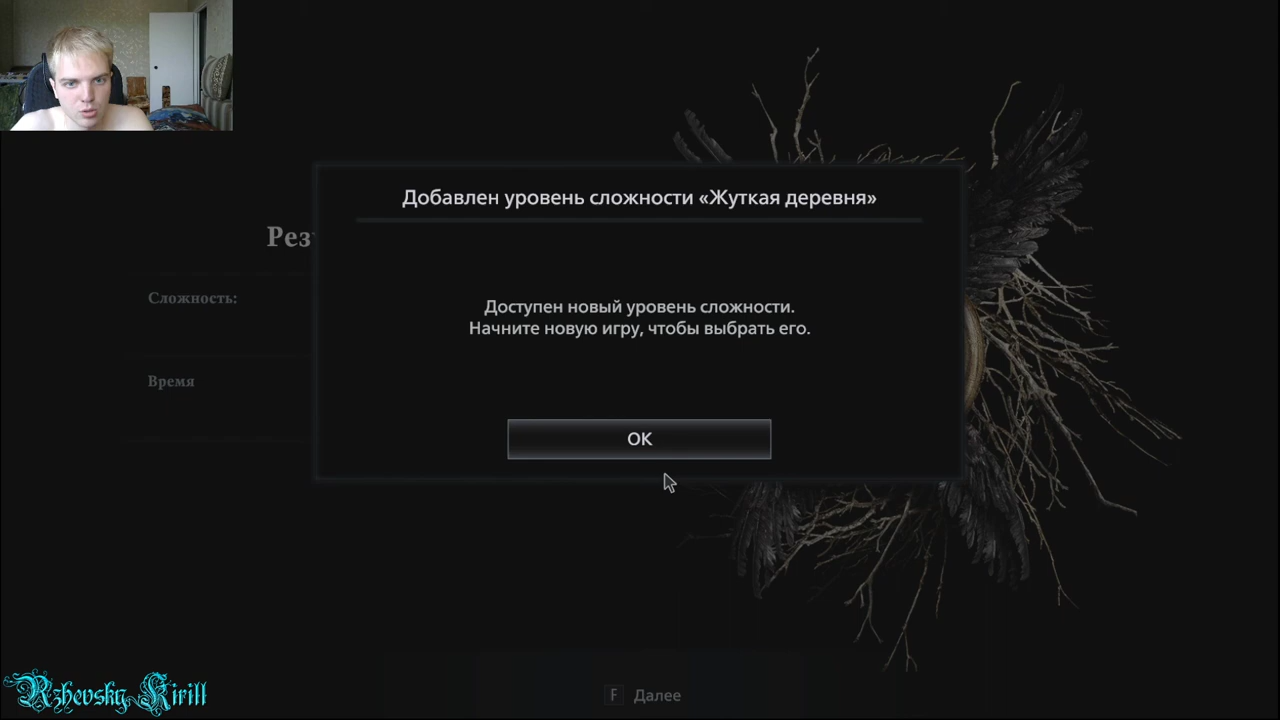 Добавлен уровень сложности «Жуткая деревня»
Сложность:
Доступен новый уровень сложности.
Начните новую игру, чтобы выбрать его.
Время
OK
F Далее
Rzhevsky Kirill